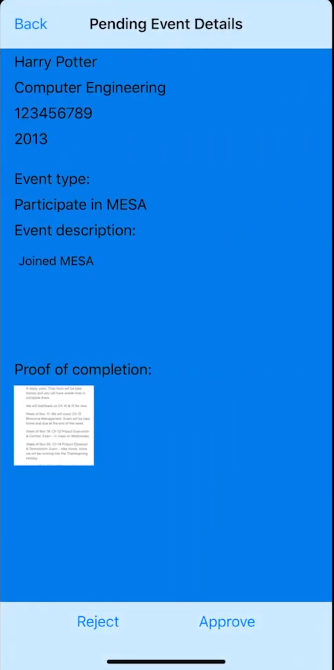 Back
Pending Event Details
Harry Potter
Computer Engineering
123456789
2013
Event type:
Participate in MESA
Event description:
Joined MESA
Proof of completion:
Reject
Approve